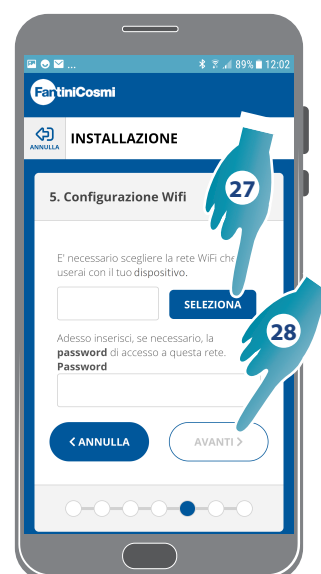 ... 89% 12:02
FantiniCosmi
ANNULLA
INSTALLAZIONE
27
5. Configurazione Wifi
E' necessario scegliere la rete WiFi che
userai con il tuo dispositivo.
SELEZIONA
28
Adesso inserisci, se necessario, la
password di accesso a questa rete.
Password
< ANNULLA
AVANTI >